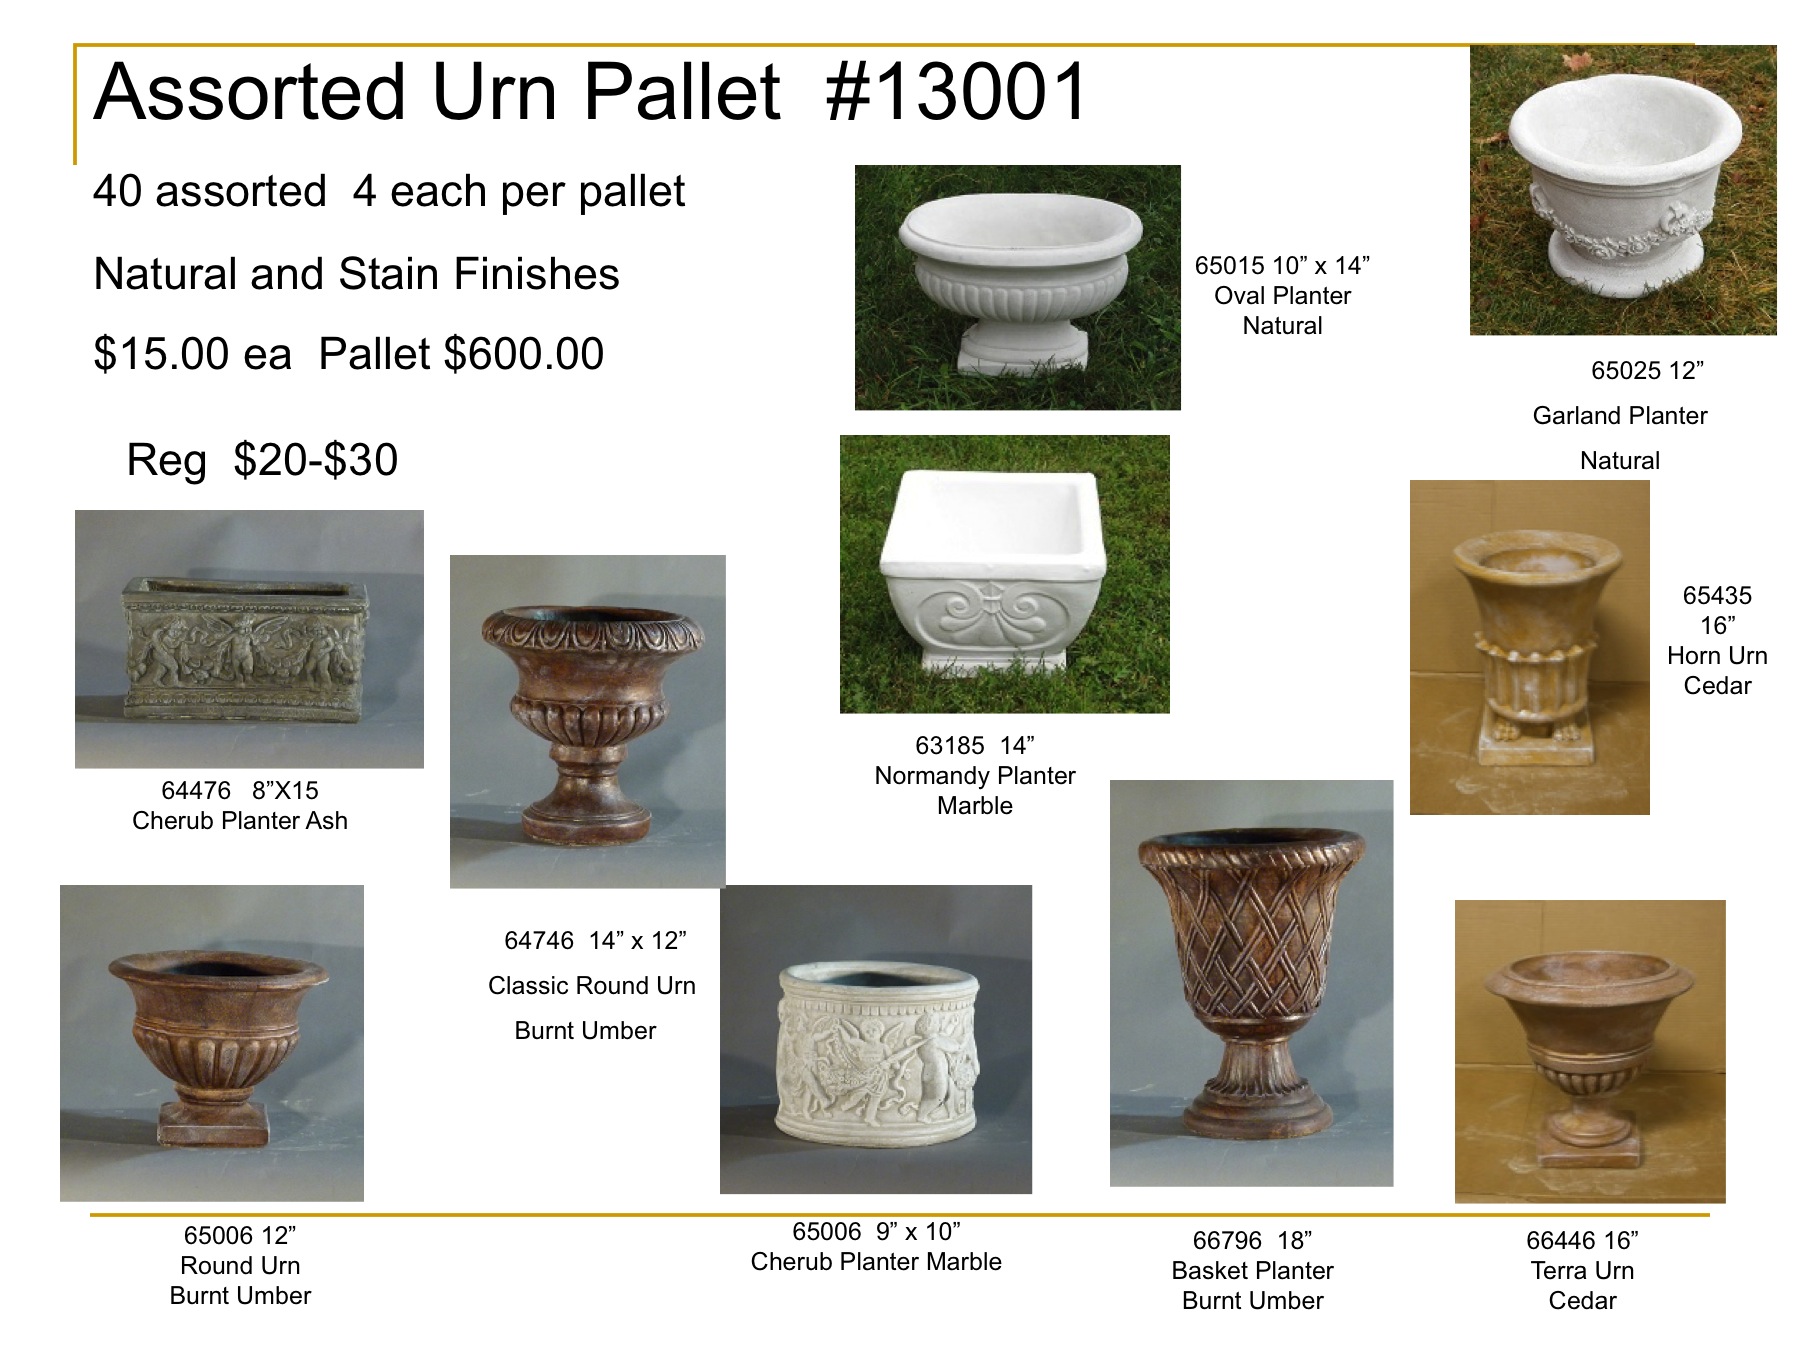 Assorted Urn Pallet  #13001
40 assorted  4 each per pallet
Natural and Stain Finishes
$15.00 ea  Pallet $600.00
Reg  $20-$30
65015 10” x 14”
Oval Planter
Natural
65025 12”
Garland Planter
Natural
64476   8”X15
Cherub Planter Ash
64746  14” x 12”
Classic Round Urn
Burnt Umber
63185  14”
Normandy Planter
Marble
65435
16”
Horn Urn
Cedar
65006 12”
Round Urn
Burnt Umber
65006  9” x 10”
Cherub Planter Marble
66796  18”
Basket Planter
Burnt Umber
66446 16”
Terra Urn
Cedar